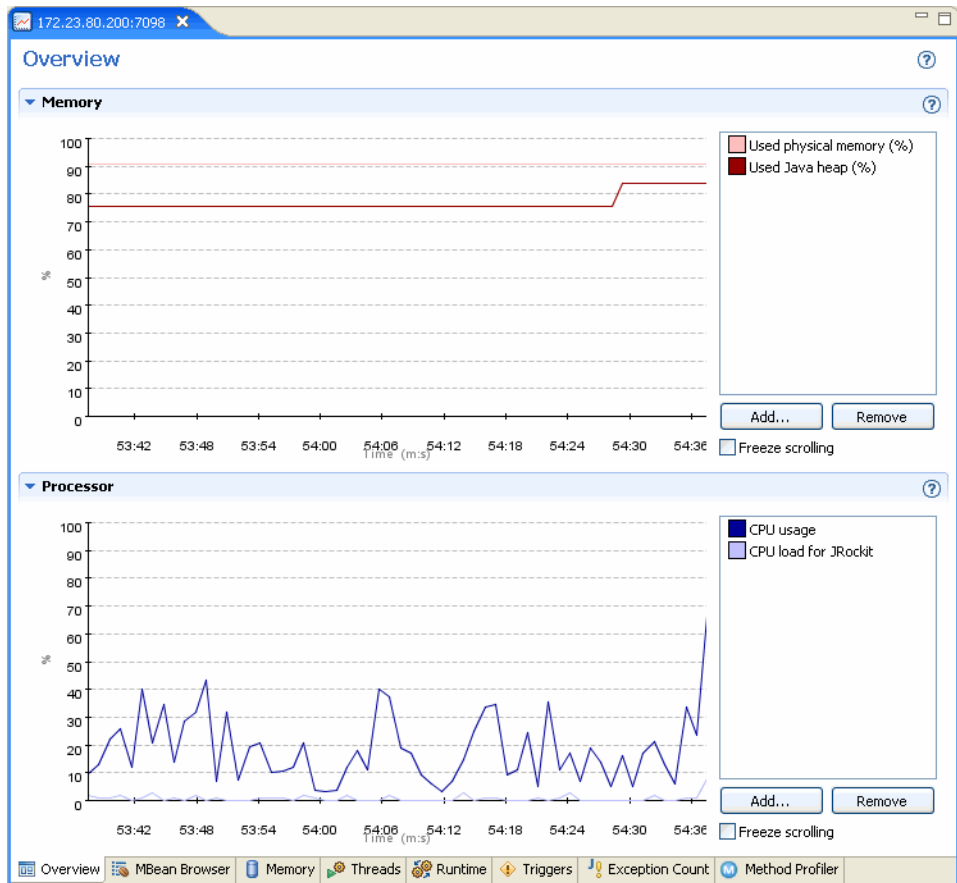 172.23.80.200:7098
Overview
Memory
Used physical memory (%)
Used Java heap (%)
100
90
80
70
60
50
40
30
20
10
0
%
53:42 53:48 53:54 54:00 54:06 54:12 54:18 54:24 54:30 54:36
Time (m:s)
Add... Remove
Freeze scrolling
Processor
CPU usage
CPU load for JRockit
100
90
80
70
60
50
40
30
20
10
0
%
53:42 53:48 53:54 54:00 54:06 54:12 54:18 54:24 54:30 54:36
Time (m:s)
Add... Remove
Freeze scrolling
Overview MBean Browser Memory Threads Runtime Triggers Exception Count Method Profiler